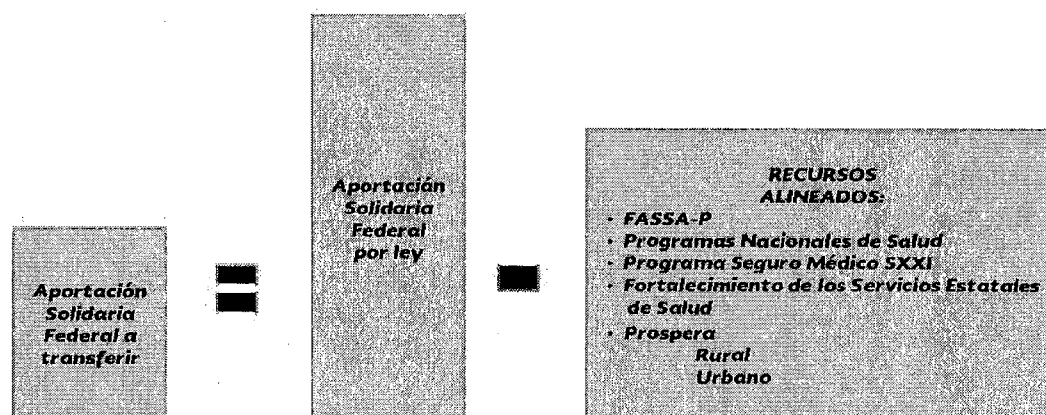 Aportación
Solidaria
Federal a
transferir
=
Aportación
Solidaria
Federal
por ley
-
RECURSOS
ALINEADOS:
· FASSA-P
· Programas Nacionales de Salud
· Programa Seguro Médico SXXI
· Fortalecimiento de los Servicios Estatales
de Salud
· Prospera
Rural
Urbano